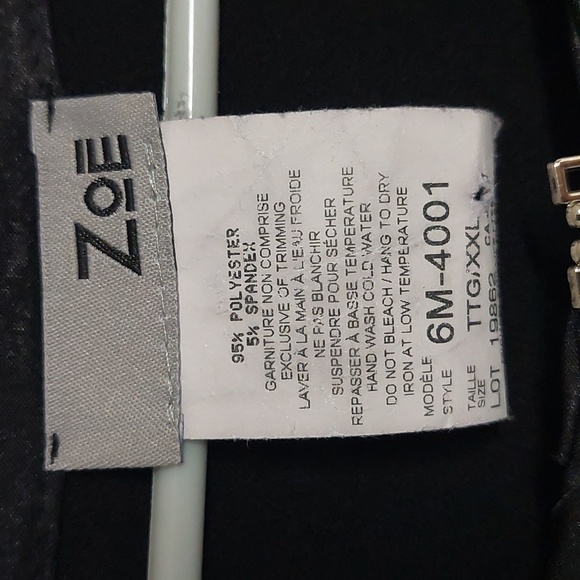 ZOE
95% POLYESTER
5% SPANDEX
GARNITURE NON COMPRISE
EXCLUSIVE OF TRIMMING
LAVER À LA MAIN À L'EAU FROIDE
NE PAS BLANCHIR
SUSPENDRE POUR SÉCHER
REPASSER À BASSE TEMPERATURE
HAND WASH COLD WATER
DO NOT BLEACH / HANG TO DRY
IRON AT LOW TEMPERATURE
MODÈLE
STYLE 6M-4001
TAILLE
SIZE TTG/XXL
LOT 19862